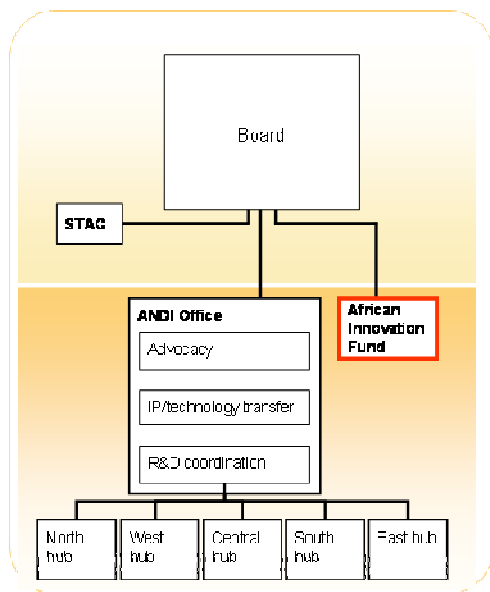 Board
STAC
ANDI Office
Advocacy
IP/technology transfer
R&D coordination
African
Innovation
Fund
North
hub
West
hub
Central
hub
South
hub
East hub